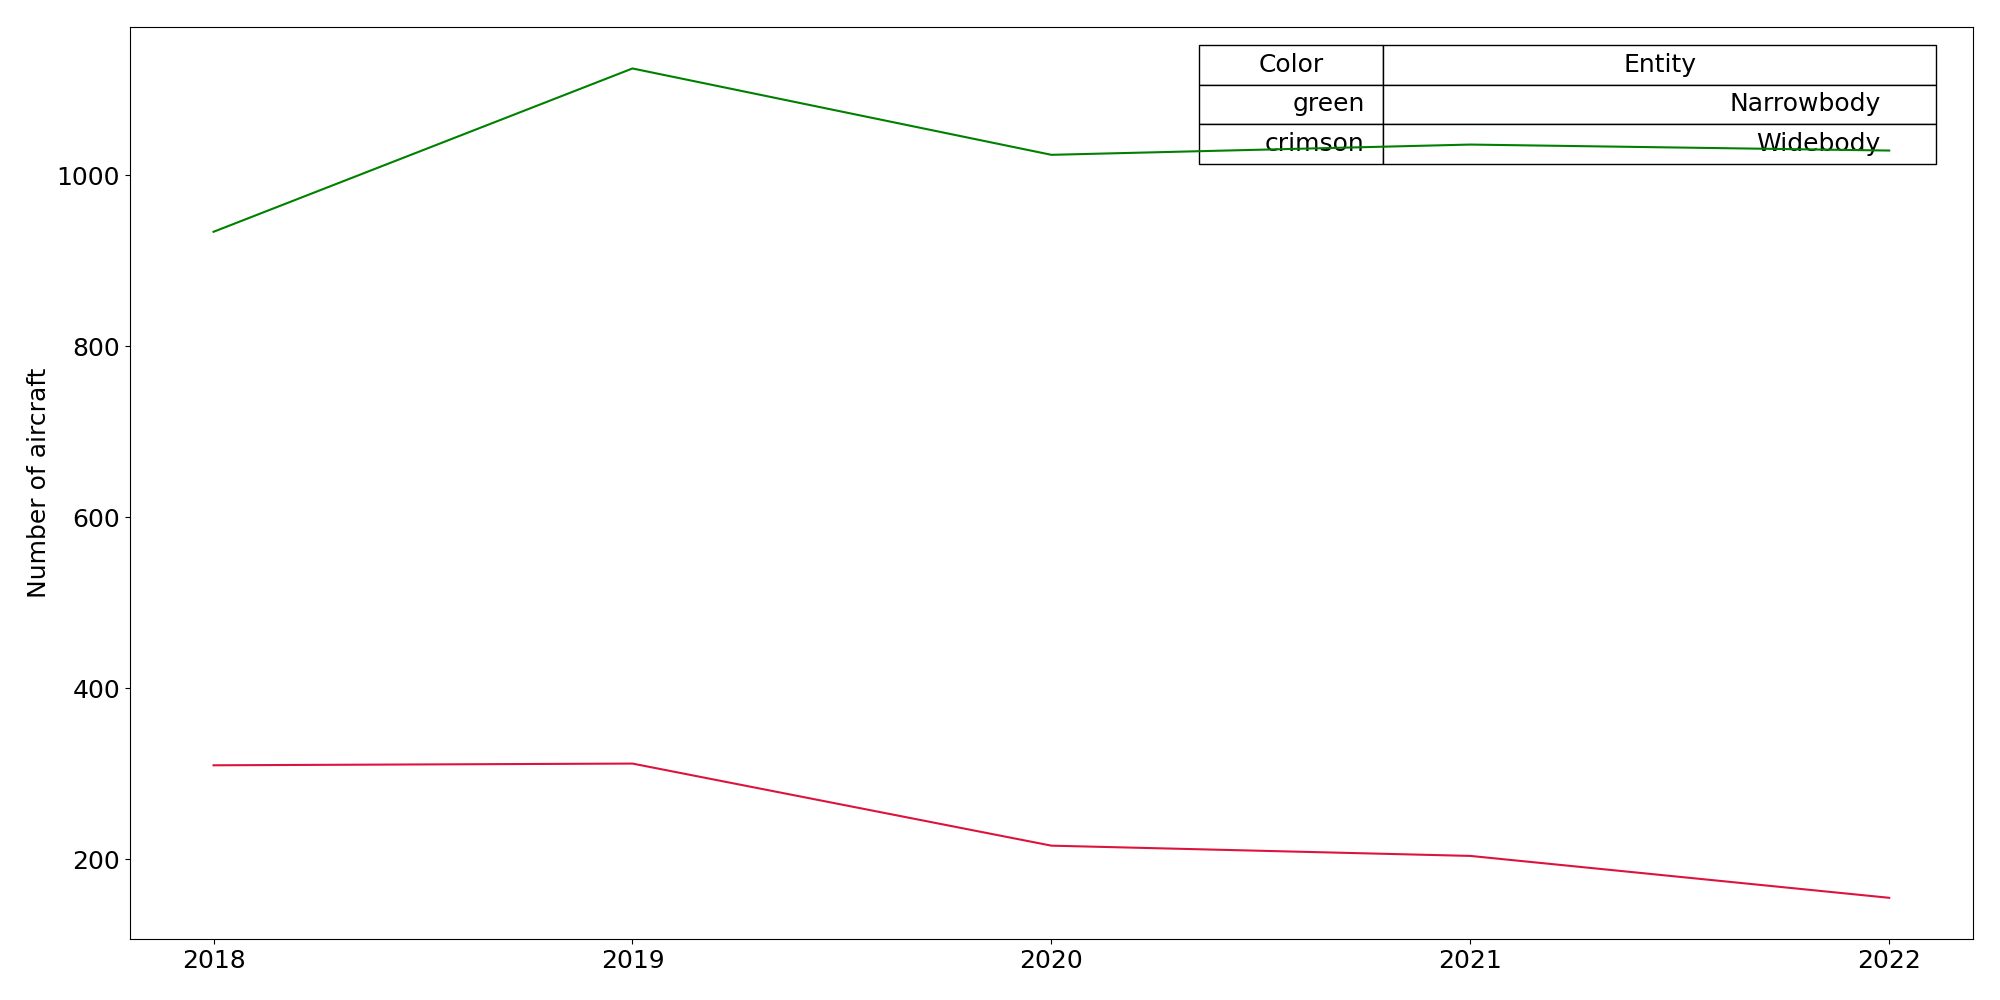 Color Entity
green Narrowbody
crimson Widebody
1000
800
600
400
200
Number of aircraft
2018 2019 2020 2021 2022